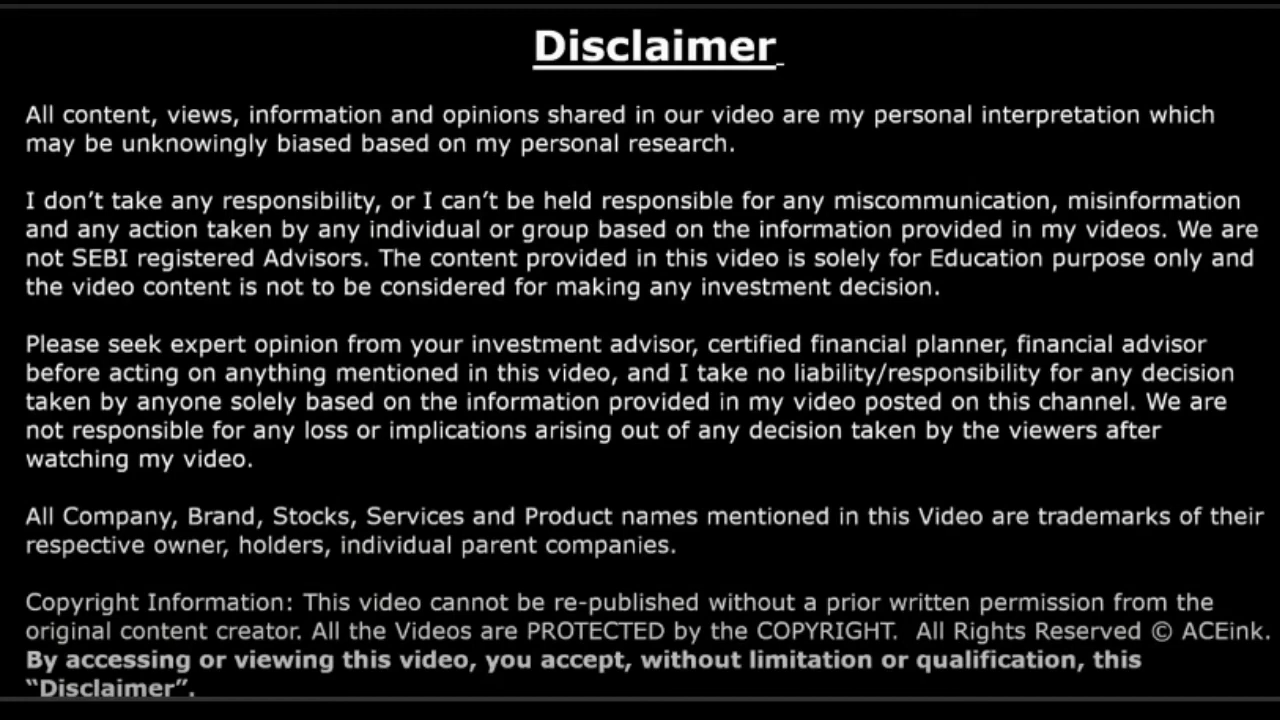 Disclaimer
All content, views, information and opinions shared in our video are my personal interpretation which
may be unknowingly biased based on my personal research.
I don’t take any responsibility, or I can’t be held responsible for any miscommunication, misinformation
and any action taken by any individual or group based on the information provided in my videos. We are
not SEBI registered Advisors. The content provided in this video is solely for Education purpose only and
the video content is not to be considered for making any investment decision.
Please seek expert opinion from your investment advisor, certified financial planner, financial advisor
before acting on anything mentioned in this video, and I take no liability/responsibility for any decision
taken by anyone solely based on the information provided in my video posted on this channel. We are
not responsible for any loss or implications arising out of any decision taken by the viewers after
watching my video.
All Company, Brand, Stocks, Services and Product names mentioned in this Video are trademarks of their
respective owner, holders, individual parent companies.
Copyright Information: This video cannot be re-published without a prior written permission from the
original content creator. All the Videos are PROTECTED by the COPYRIGHT.  All Rights Reserved © ACEink.
By accessing or viewing this video, you accept, without limitation or qualification, this
“Disclaimer”.